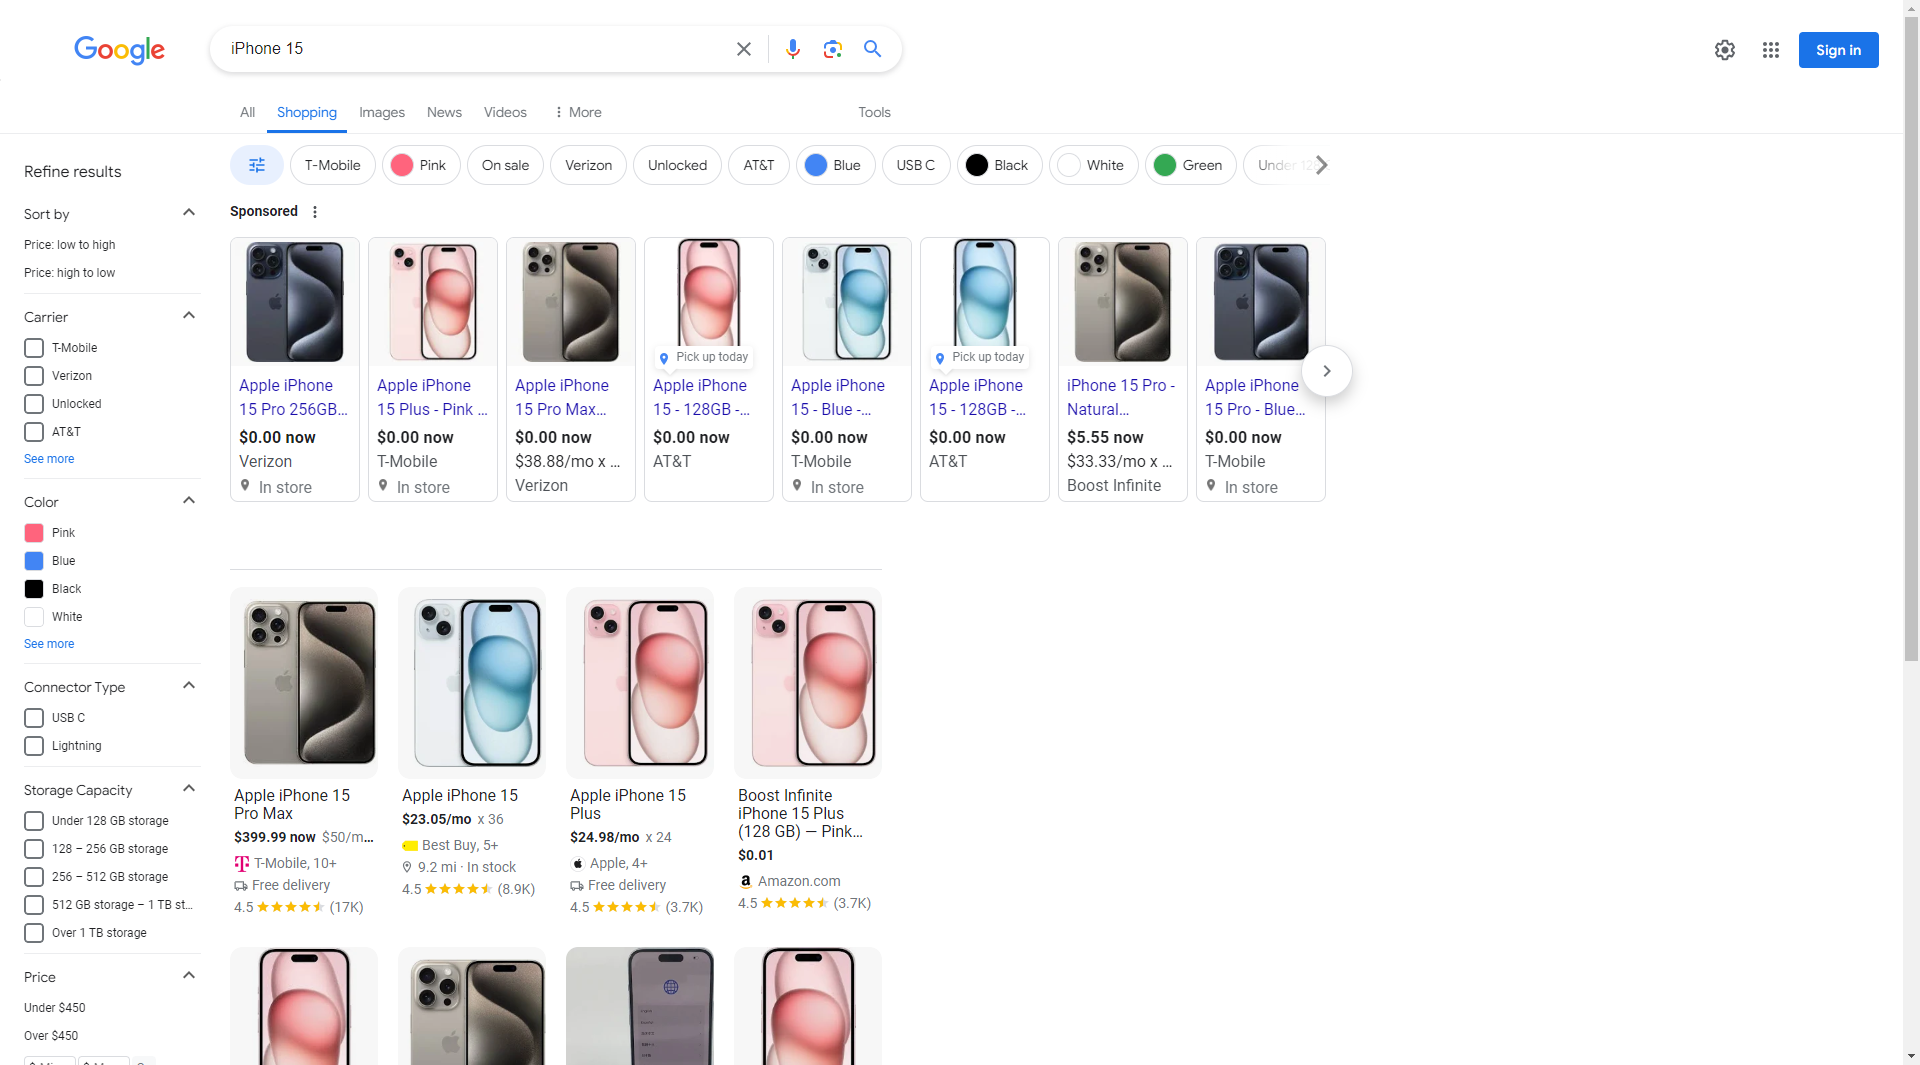 Google
iPhone 15
Sign in
All
Shopping
Images
News
Videos
More
Tools
Refine results
Sort by
Price: low to high
Price: high to low
Carrier
T-Mobile
Verizon
Unlocked
AT&T
See more
Color
Pink
Blue
Black
White
See more
Connector Type
USB C
Lightning
Storage Capacity
Under 128 GB storage
128 – 256 GB storage
256 – 512 GB storage
512 GB storage – 1 TB st...
Over 1 TB storage
Price
Under $450
Over $450
T-Mobile
Pink
On sale
Verizon
Unlocked
AT&T
Blue
USB C
Black
White
Green
Under
Sponsored
Apple iPhone
15 Pro 256GB...
$0.00 now
Verizon
In store
Apple iPhone
15 Plus - Pink ...
$0.00 now
T-Mobile
In store
Apple iPhone
15 Pro Max...
$0.00 now
$38.88/mo x ...
Verizon
Pick up today
Apple iPhone
15 - 128GB -...
$0.00 now
AT&T
Apple iPhone
15 - Blue -...
$0.00 now
T-Mobile
In store
Pick up today
Apple iPhone
15 - 128GB -...
$0.00 now
AT&T
iPhone 15 Pro -
Natural...
$5.55 now
$33.33/mo x ...
Boost Infinite
Apple iPhone
15 Pro - Blue...
$0.00 now
T-Mobile
In store
Apple iPhone 15
Pro Max
$399.99 now $50/m...
T-Mobile, 10+
Free delivery
4.5 (17K)
Apple iPhone 15
$23.05/mo x 36
Best Buy, 5+
9.2 mi · In stock
4.5 (8.9K)
Apple iPhone 15
Plus
$24.98/mo x 24
Apple, 4+
Free delivery
4.5 (3.7K)
Boost Infinite
iPhone 15 Plus
(128 GB) — Pink...
$0.01
Amazon.com
4.5 (3.7K)